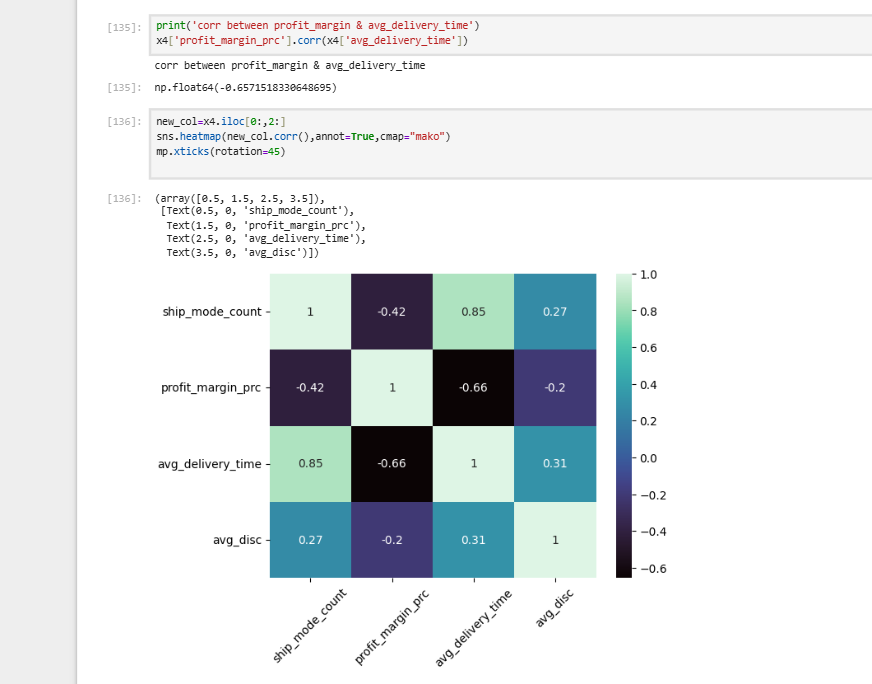 [135]: print('corr between profit_margin & avg_delivery_time')
x4['profit_margin_prc'].corr(x4['avg_delivery_time'])
corr between profit_margin & avg_delivery_time
[135]: np.float64(-0.6571518330648695)
[136]: new_col=x4.iloc[0:,2:]
sns.heatmap(new_col.corr(),annot=True,cmap="mako")
mp.xticks(rotation=45)
[136]: (array([0.5, 1.5, 2.5, 3.5]),
[Text(0.5, 0, 'ship_mode_count'),
Text(1.5, 0, 'profit_margin_prc'),
Text(2.5, 0, 'avg_delivery_time'),
Text(3.5, 0, 'avg_disc')])
ship_mode_count 1 -0.42 0.85 0.27
profit_margin_prc -0.42 1 -0.66 -0.2
avg_delivery_time 0.85 -0.66 1 0.31
avg_disc 0.27 -0.2 0.31 1
ship_mode_count profit_margin_prc avg_delivery_time avg_disc
1.0
0.8
0.6
0.4
0.2
0.0
−0.2
−0.4
−0.6